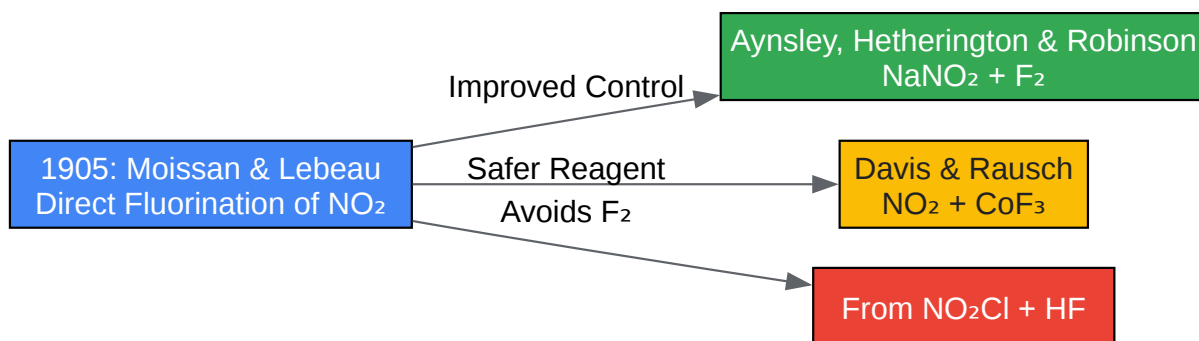 1905: Moissan & Lebeau
Direct Fluorination of NO₂
Improved Control
Aynsley, Hetherington & Robinson
NaNO₂ + F₂
Safer Reagent
Davis & Rausch
NO₂ + CoF₃
Avoids F₂
From NO₂Cl + HF